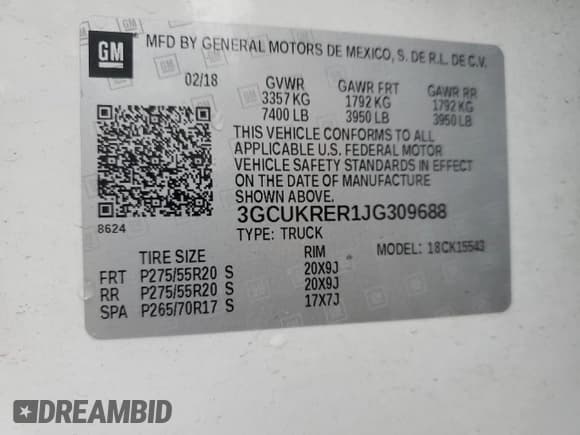 GM
MFD BY GENERAL MOTORS DE MEXICO, S. DE R.L. DE C.V.
02/18 GVWR GAWR FRT GAWR RR
3357 KG 1792 KG 1792 KG
7400 LB 3950 LB 3950 LB
THIS VEHICLE CONFORMS TO ALL
APPLICABLE U.S. FEDERAL MOTOR
VEHICLE SAFETY STANDARDS IN EFFECT
ON THE DATE OF MANUFACTURE
SHOWN ABOVE.
3GCUKRER1JG309688
8624
TYPE: TRUCK MODEL: 18CK15543
TIRE SIZE RIM
FRT P275/55R20 S 20X9J
RR P275/55R20 S 20X9J
SPA P265/70R17 S 17X7J
DREAMBID